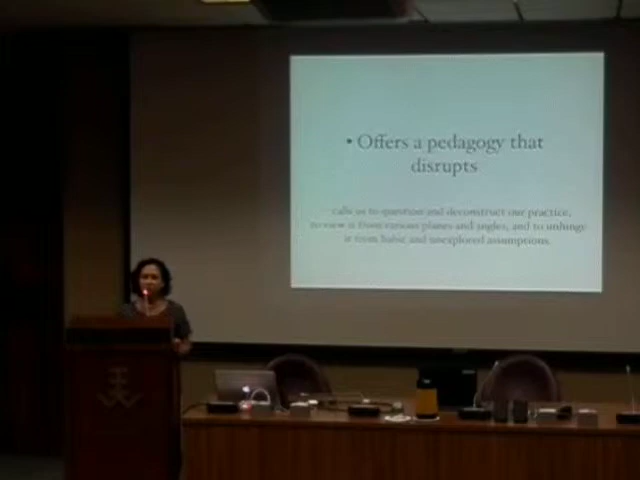 • Offers a pedagogy that
disrupts
calls us to question and deconstruct our practice,
to view it from various planes and angles, and to unhinge
it from habit and unexplored assumptions.